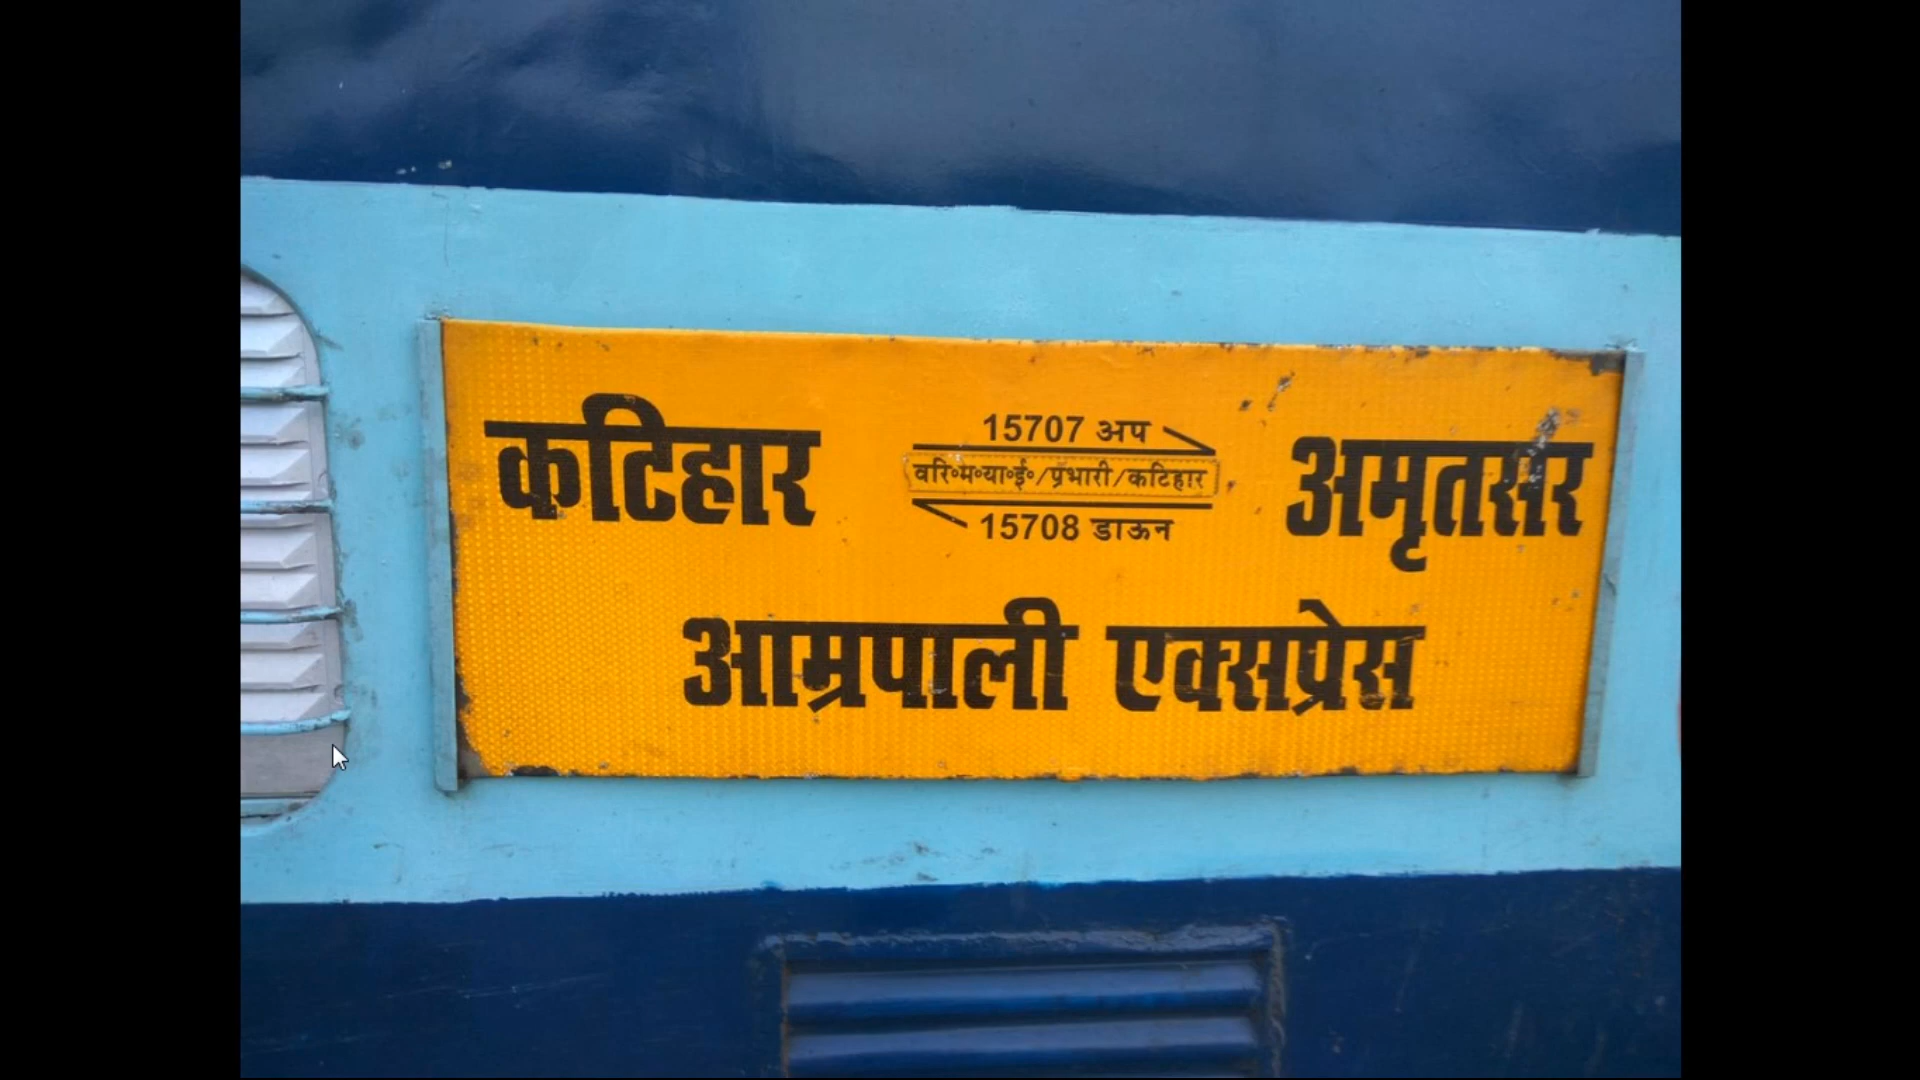 15707 अप
कटिहार वरि॰म॰या॰ई॰/प्रभारी/कटिहार अमृतसर
15708 डाऊन
आम्रपाली एक्सप्रेस